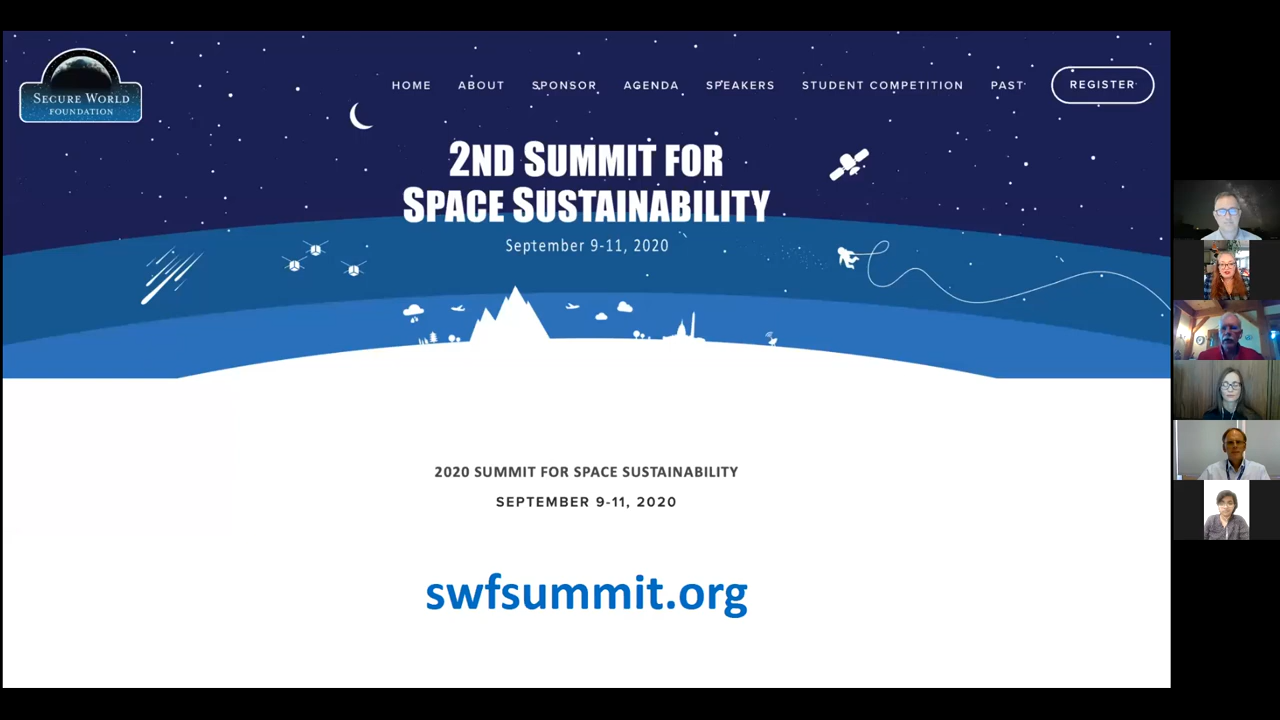 SECURE WORLD
FOUNDATION
HOME ABOUT SPONSOR AGENDA SPEAKERS STUDENT COMPETITION PAST REGISTER
2ND SUMMIT FOR
SPACE SUSTAINABILITY
September 9-11, 2020
2020 SUMMIT FOR SPACE SUSTAINABILITY
SEPTEMBER 9-11, 2020
swfsummit.org